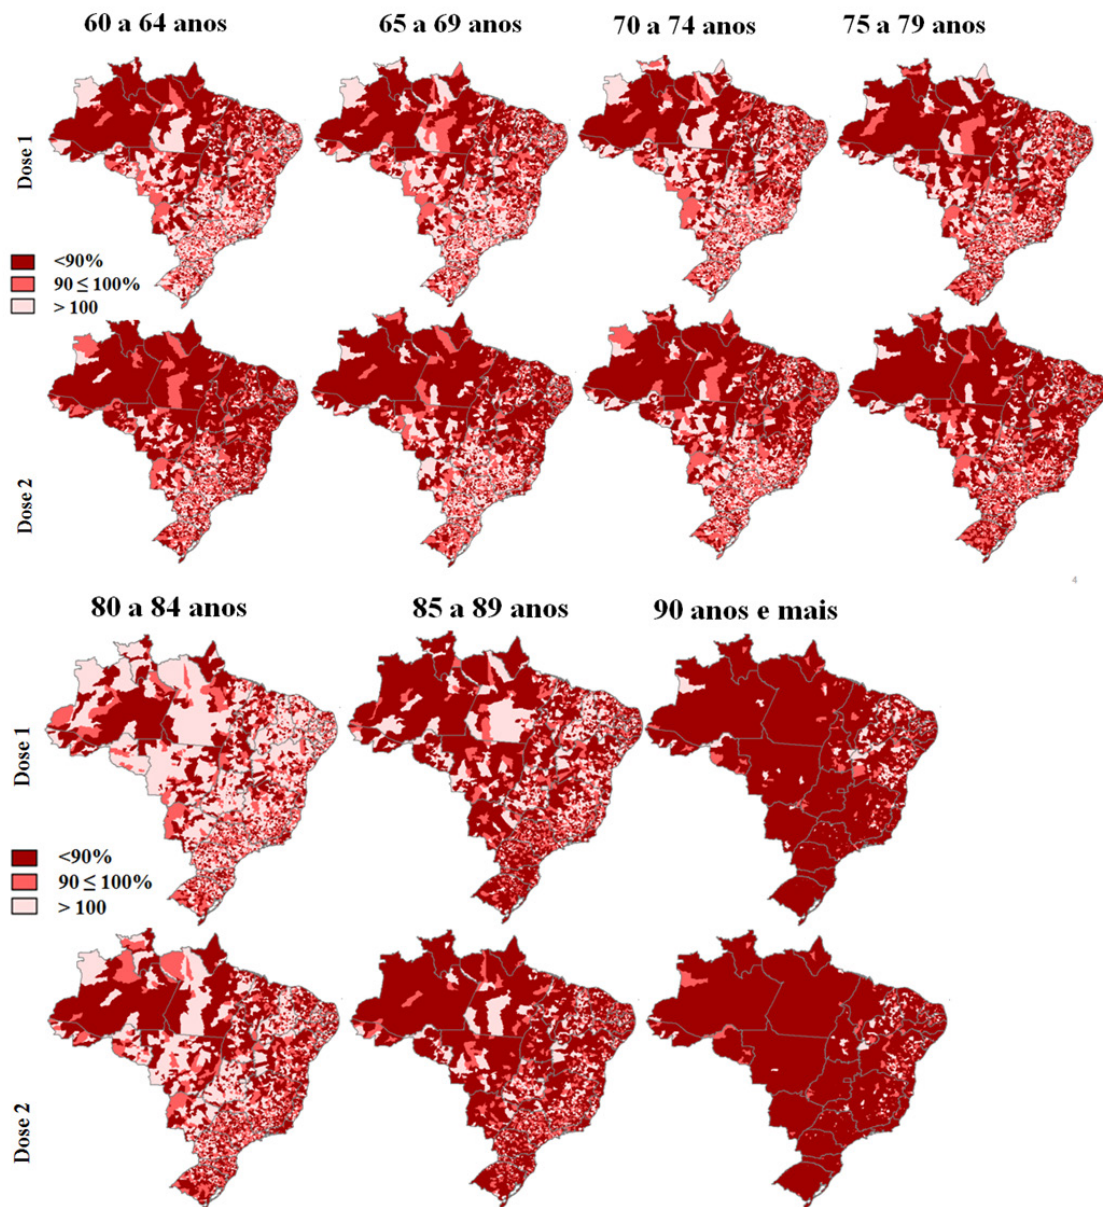 60 a 64 anos
65 a 69 anos
70 a 74 anos
75 a 79 anos
Dose 1
<90%
90 ≤ 100%
> 100
Dose 2
4
80 a 84 anos
85 a 89 anos
90 anos e mais
Dose 1
<90%
90 ≤ 100%
> 100
Dose 2